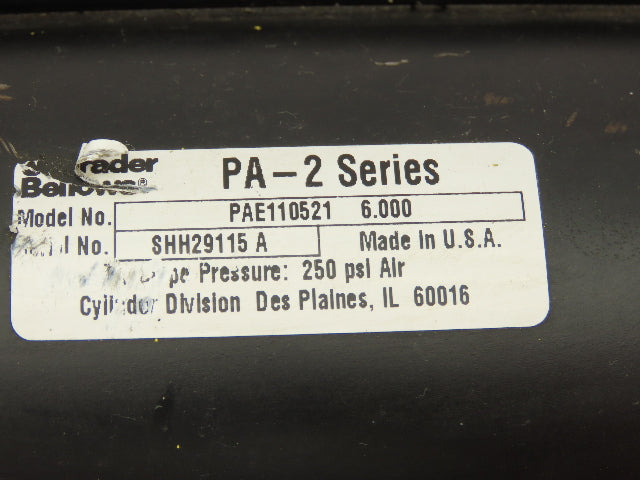 PA-2 Series
Bellows®
Model No. PAE110521 6.000
No. SHH29115 A Made in U.S.A.
Pressure: 250 psi Air
Cylinder Division Des Plaines, IL 60016